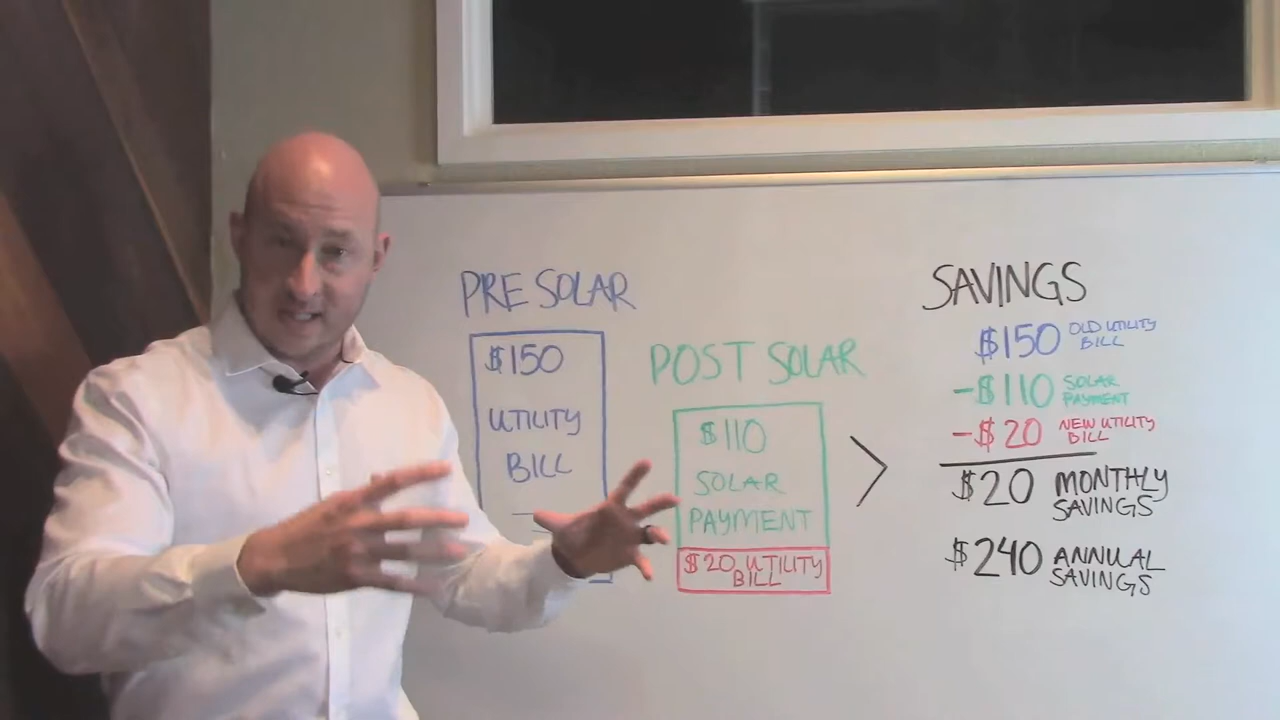 PRE SOLAR
$150
UTILITY
BILL
POST SOLAR
$110
SOLAR
PAYMENT
$20 UTILITY
BILL
SAVINGS
$150 OLD UTILITY
BILL
-$110 SOLAR
PAYMENT
-$20 NEW UTILITY
BILL
$20 MONTHLY
SAVINGS
$240 ANNUAL
SAVINGS